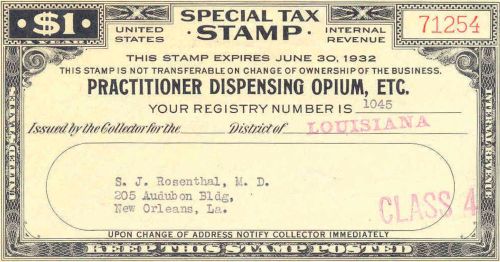 $1
A YEAR
SPECIAL TAX
UNITED STATES
STAMP
INTERNAL REVENUE
71254
THIS STAMP EXPIRES JUNE 30, 1932
THIS STAMP IS NOT TRANSFERABLE ON CHANGE OF OWNERSHIP OF THE BUSINESS.
PRACTITIONER DISPENSING OPIUM, ETC.
YOUR REGISTRY NUMBER IS 1045
Issued by the Collector for the District of LOUISIANA
S. J. Rosenthal, M. D.
205 Audubon Bldg,
New Orleans, La.
CLASS 4
UPON CHANGE OF ADDRESS NOTIFY COLLECTOR IMMEDIATELY
KEEP THIS STAMP POSTED
UNITED STATES